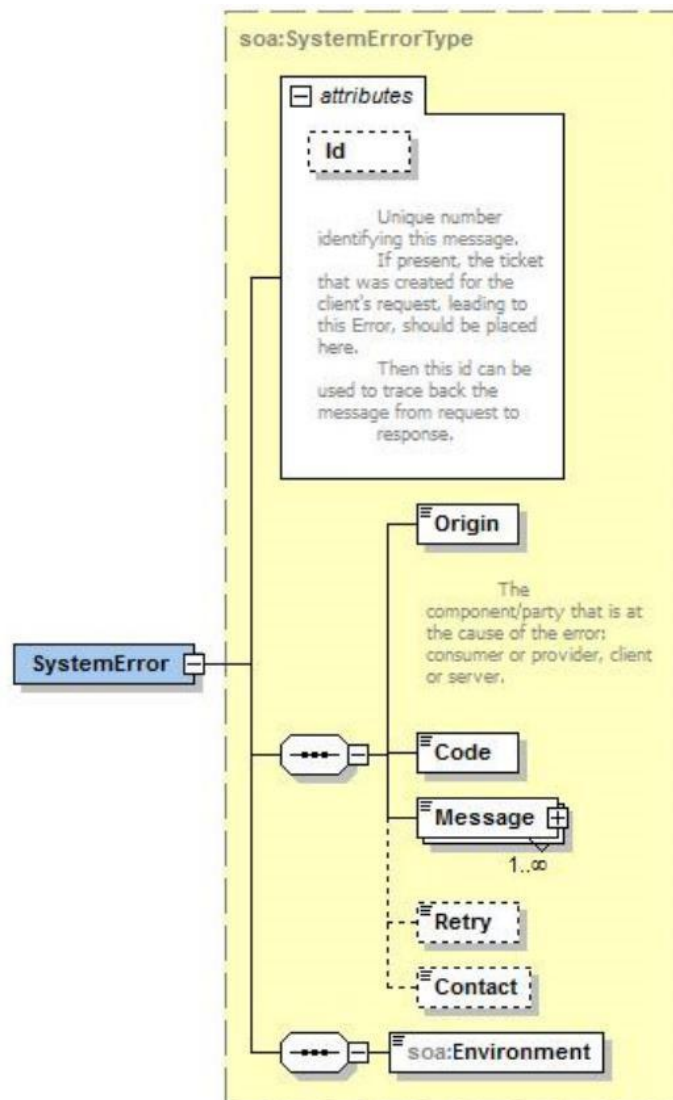 soa:SystemErrorType
attributes
Id
Unique number
identifying this message.
If present, the ticket
that was created for the
client's request, leading to
this Error, should be placed
here.
Then this id can be
used to trace back the
message from request to
response.
Origin
The
component/party that is at
the cause of the error:
consumer or provider, client
or server.
SystemError
Code
Message
1..∞
Retry
Contact
soa:Environment